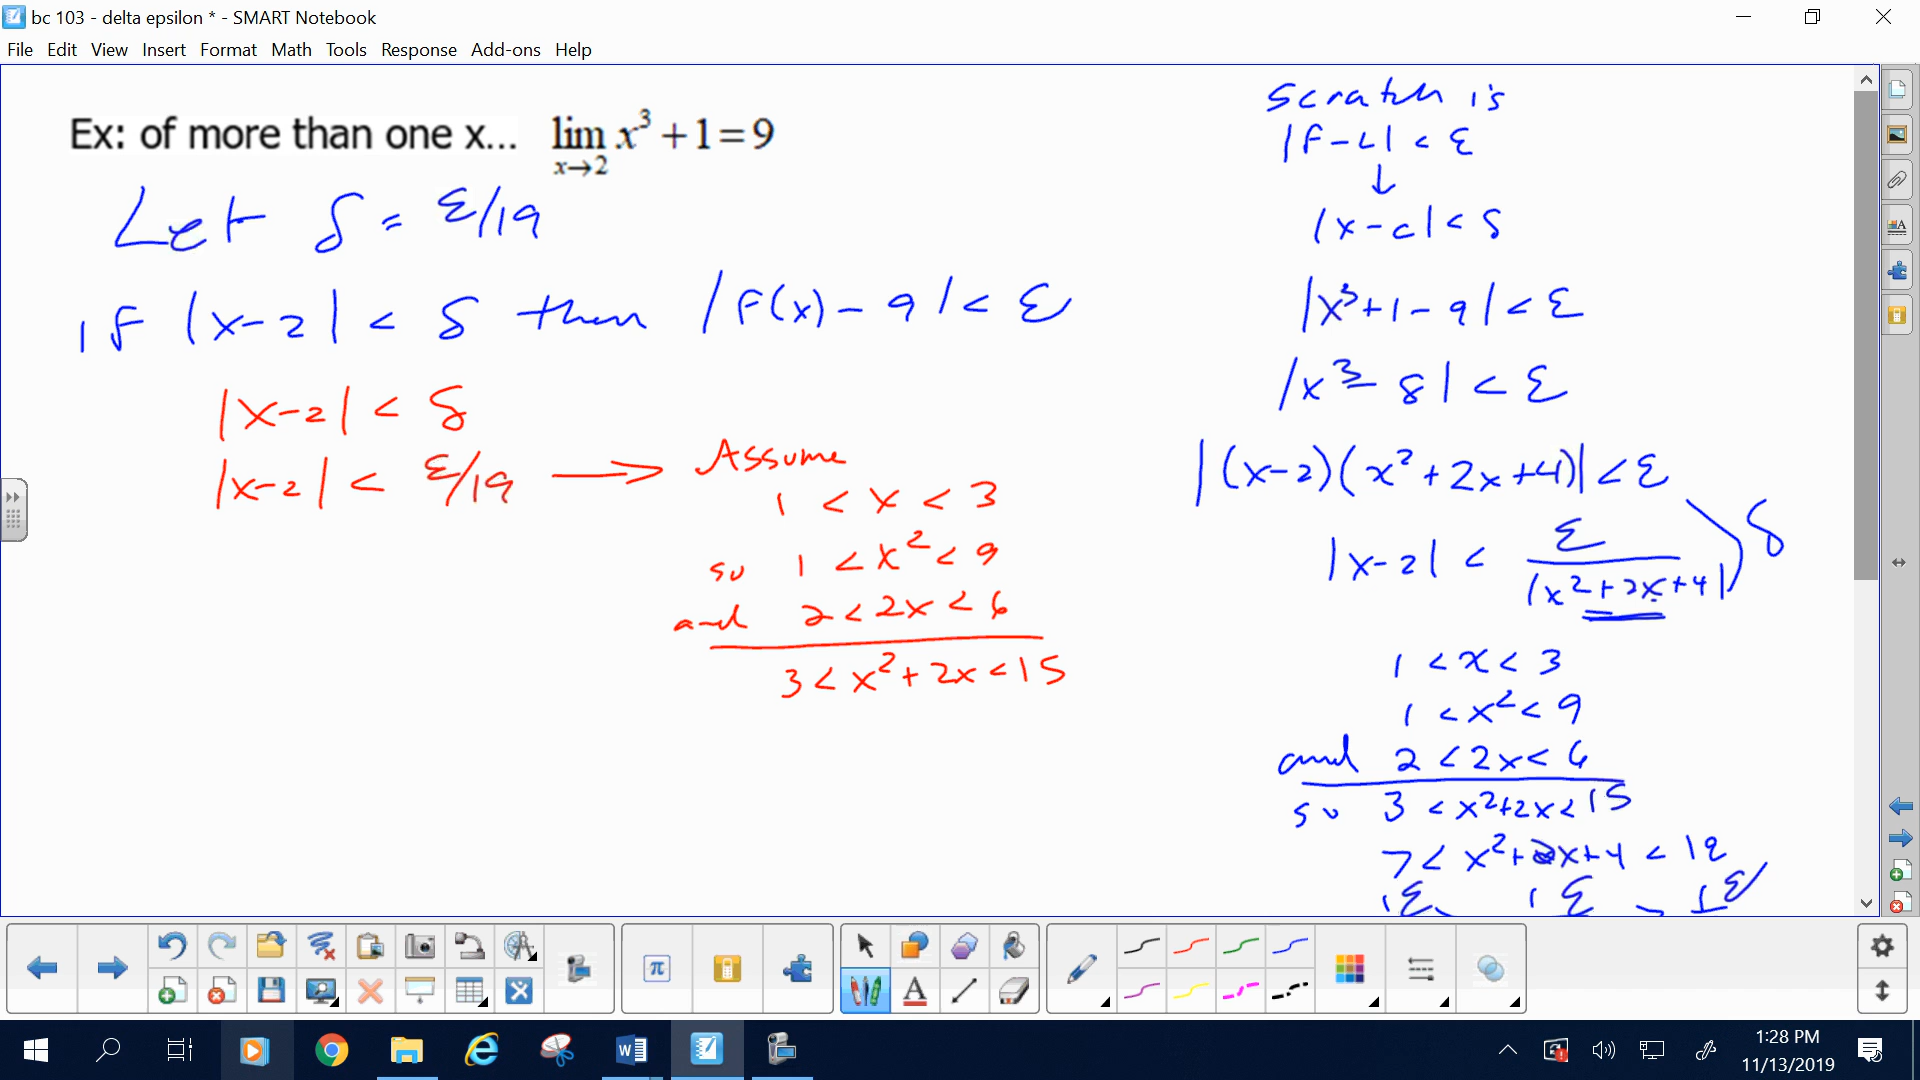 bc 103 - delta epsilon * - SMART Notebook
File Edit View Insert Format Math Tools Response Add-ons Help
Ex: of more than one x... lim x→2 x³ + 1 = 9
Let δ = ε/19
if |x-2| < δ then |f(x) - 9| < ε
|x-2| < δ
|x-2| < ε/19 → Assume
1 < x < 3
so 1 < x² < 9
and 2 < 2x < 6
3 < x² + 2x < 15
Scratch is
|f - L| < ε
↓
|x - c| < δ
|x³ + 1 - 9| < ε
|x³ - 8| < ε
|(x-2)(x² + 2x + 4)| < ε
|x-2| < ε / |x² + 2x + 4| δ
1 < x < 3
1 < x² < 9
and 2 < 2x < 6
so 3 < x² + 2x < 15
7 < x² + 2x + 4 < 19
1:28 PM
11/13/2019